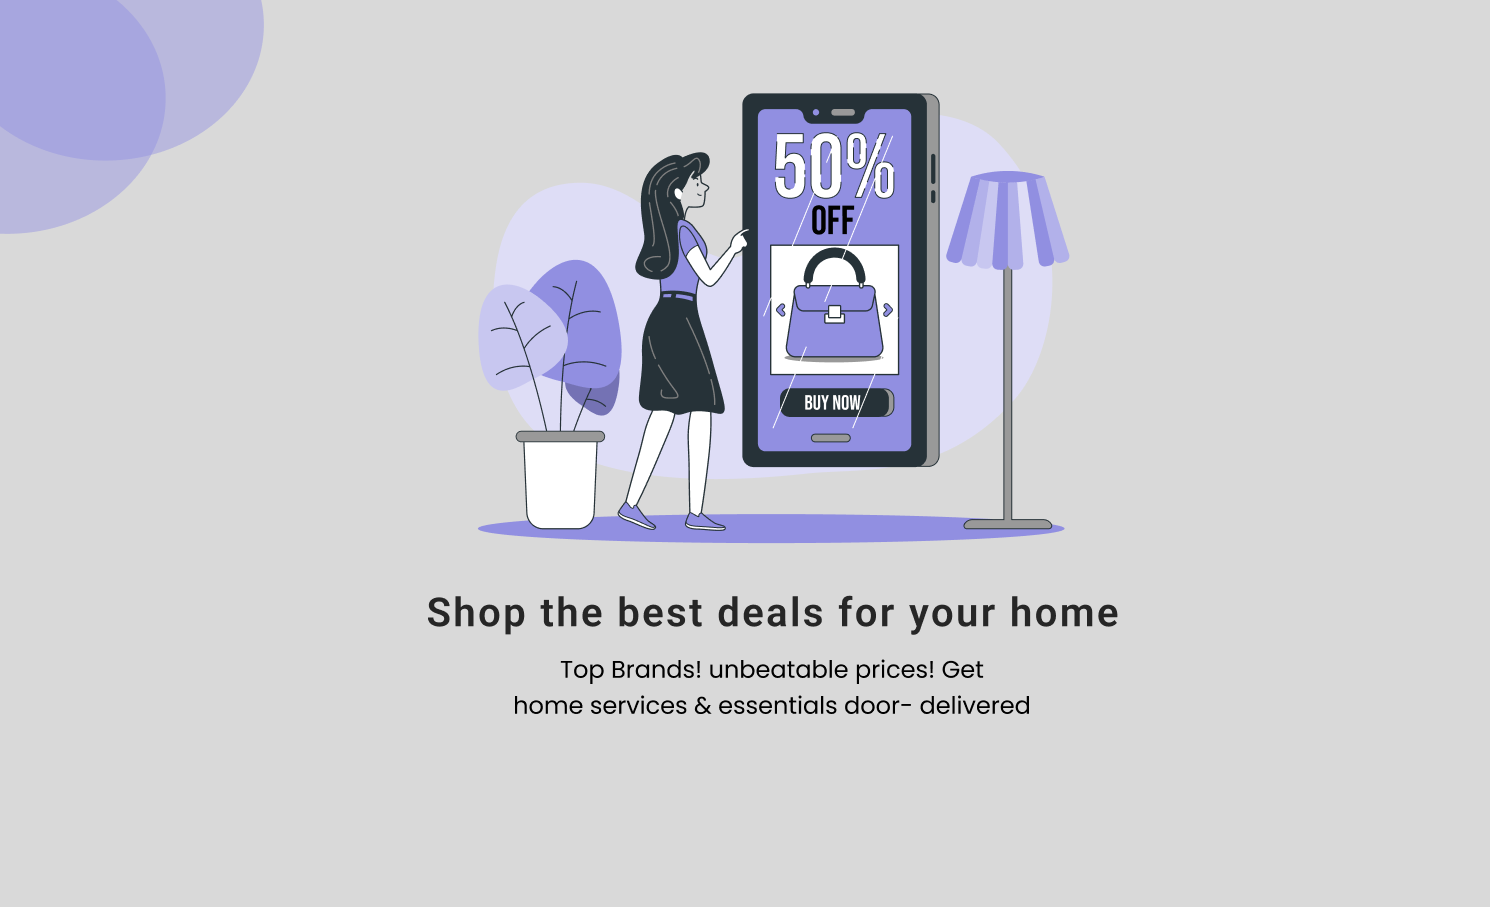 50%
OFF
BUY NOW
Shop the best deals for your home
Top Brands! unbeatable prices! Get
home services & essentials door- delivered